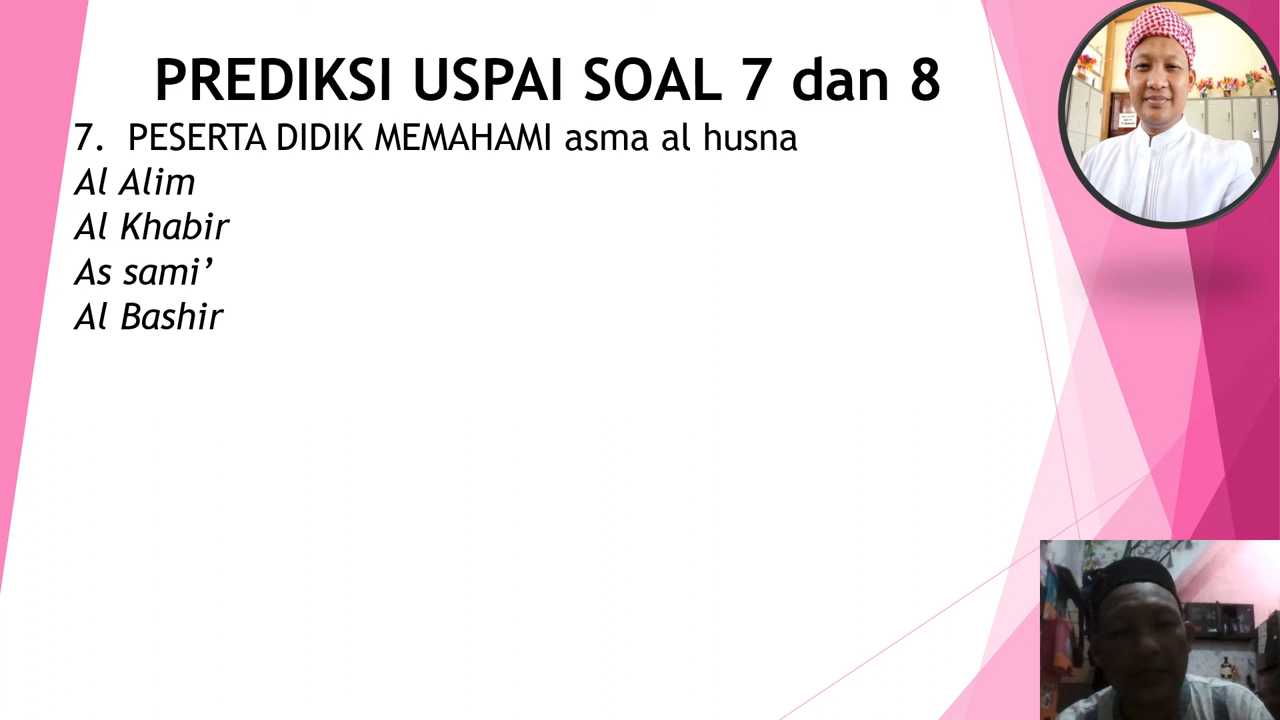 PREDIKSI USPAI SOAL 7 dan 8
7. PESERTA DIDIK MEMAHAMI asma al husna
Al Alim
Al Khabir
As sami’
Al Bashir